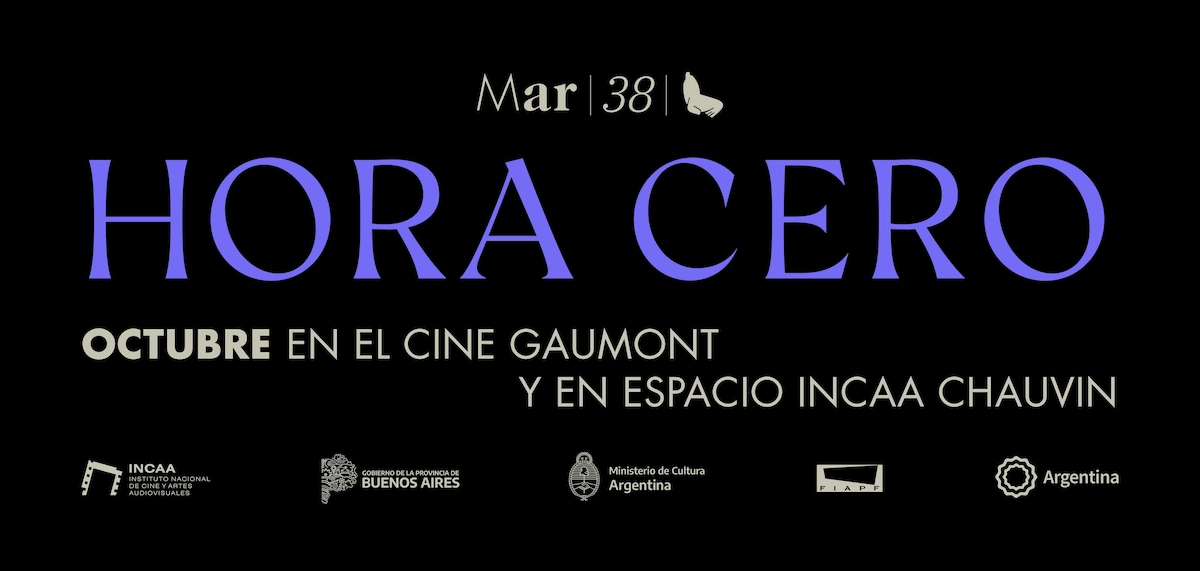 Mar | 38 |
HORA CERO
OCTUBRE EN EL CINE GAUMONT
Y EN ESPACIO INCAA CHAUVIN
INCAA
INSTITUTO NACIONAL
DE CINE Y ARTES
AUDIOVISUALES
GOBIERNO DE LA PROVINCIA DE
BUENOS AIRES
Ministerio de Cultura
Argentina
FIAPF
Argentina